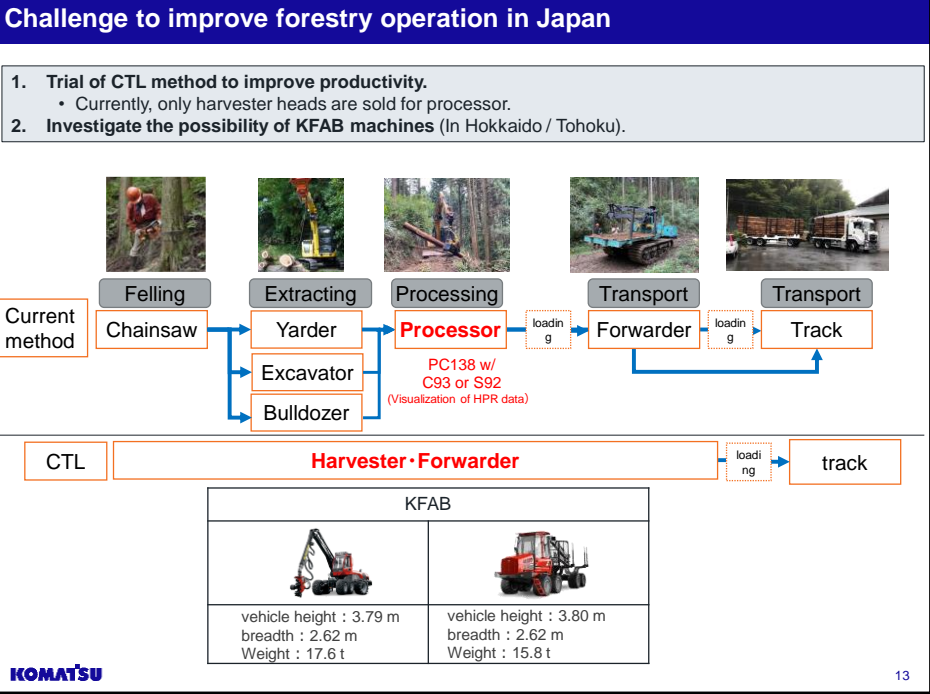 Challenge to improve forestry operation in Japan
1. Trial of CTL method to improve productivity.
• Currently, only harvester heads are sold for processor.
2. Investigate the possibility of KFAB machines (In Hokkaido / Tohoku).
Felling
Extracting
Processing
Transport
Transport
Current
method
Chainsaw
Yarder
Excavator
Bulldozer
Processor
PC138 w/
C93 or S92
(Visualization of HPR data)
loadin
g
Forwarder
loadin
g
Track
CTL
Harvester・Forwarder
loadi
ng
track
KFAB
vehicle height：3.79 m
breadth：2.62 m
Weight：17.6 t
vehicle height：3.80 m
breadth：2.62 m
Weight：15.8 t
KOMATSU
13